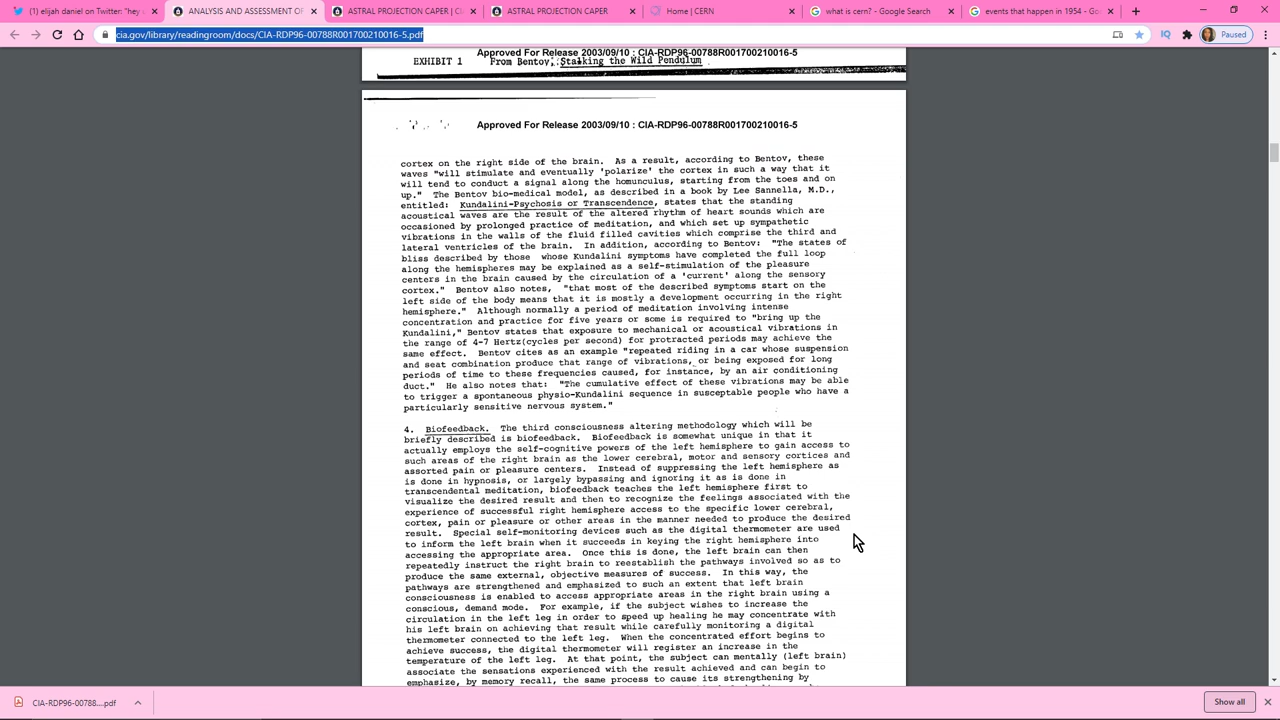 (1) elijah daniel on Twitter: "hey
ANALYSIS AND ASSESSMENT OF
ASTRAL PROJECTION CAPER | C
ASTRAL PROJECTION CAPER
Home | CERN
what is cern? - Google Search
events that happen in 1954 - Goo
cia.gov/library/readingroom/docs/CIA-RDP96-00788R001700210016-5.pdf
Paused
Approved For Release 2003/09/10 : CIA-RDP96-00788R001700210016-5
EXHIBIT 1 From Bentov, Stalking the Wild Pendulum
Approved For Release 2003/09/10 : CIA-RDP96-00788R001700210016-5
cortex on the right side of the brain. As a result, according to Bentov, these
waves "will stimulate and eventually 'polarize' the cortex in such a way that it
will tend to conduct a signal along the homunculus, starting from the toes and on
up." The Bentov bio-medical model, as described in a book by Lee Sannella, M.D.,
entitled: Kundalini-Psychosis or Transcendence, states that the standing
acoustical waves are the result of the altered rhythm of heart sounds which are
occasioned by prolonged practice of meditation, and which set up sympathetic
vibrations in the walls of the fluid filled cavities which comprise the third and
lateral ventricles of the brain. In addition, according to Bentov: "The states of
bliss described by those whose Kundalini symptoms have completed the full loop
along the hemispheres may be explained as a self-stimulation of the pleasure
centers in the brain caused by the circulation of a 'current' along the sensory
cortex." Bentov also notes, "that most of the described symptoms start on the
left side of the body means that it is mostly a development occurring in the right
hemisphere." Although normally a period of meditation involving intense
concentration and practice for five years or some is required to "bring up the
Kundalini," Bentov states that exposure to mechanical or acoustical vibrations in
the range of 4-7 Hertz(cycles per second) for protracted periods may achieve the
same effect. Bentov cites as an example "repeated riding in a car whose suspension
and seat combination produce that range of vibrations, or being exposed for long
periods of time to these frequencies caused, for instance, by an air conditioning
duct." He also notes that: "The cumulative effect of these vibrations may be able
to trigger a spontaneous physio-Kundalini sequence in susceptable people who have a
particularly sensitive nervous system."
4. Biofeedback. The third consciousness altering methodology which will be
briefly described is biofeedback. Biofeedback is somewhat unique in that it
actually employs the self-cognitive powers of the left hemisphere to gain access to
such areas of the right brain as the lower cerebral, motor and sensory cortices and
assorted pain or pleasure centers. Instead of suppressing the left hemisphere as
is done in hypnosis, or largely bypassing and ignoring it as is done in
transcendental meditation, biofeedback teaches the left hemisphere first to
visualize the desired result and then to recognize the feelings associated with the
experience of successful right hemisphere access to the specific lower cerebral,
cortex, pain or pleasure or other areas in the manner needed to produce the desired
result. Special self-monitoring devices such as the digital thermometer are used
to inform the left brain when it succeeds in keying the right hemisphere into
accessing the appropriate area. Once this is done, the left brain can then
repeatedly instruct the right brain to reestablish the pathways involved so as to
produce the same external, objective measures of success. In this way, the
pathways are strengthened and emphasized to such an extent that left brain
consciousness is enabled to access appropriate areas in the right brain using a
conscious, demand mode. For example, if the subject wishes to increase the
circulation in the left leg in order to speed up healing he may concentrate with
his left brain on achieving that result while carefully monitoring a digital
thermometer connected to the left leg. When the concentrated effort begins to
achieve success, the digital thermometer will register an increase in the
temperature of the left leg. At that point, the subject can mentally (left brain)
associate the sensations experienced with the result achieved and can begin to
emphasize, by memory recall, the same process to cause its strengthening by
CIA-RDP96-00788....pdf
Show all